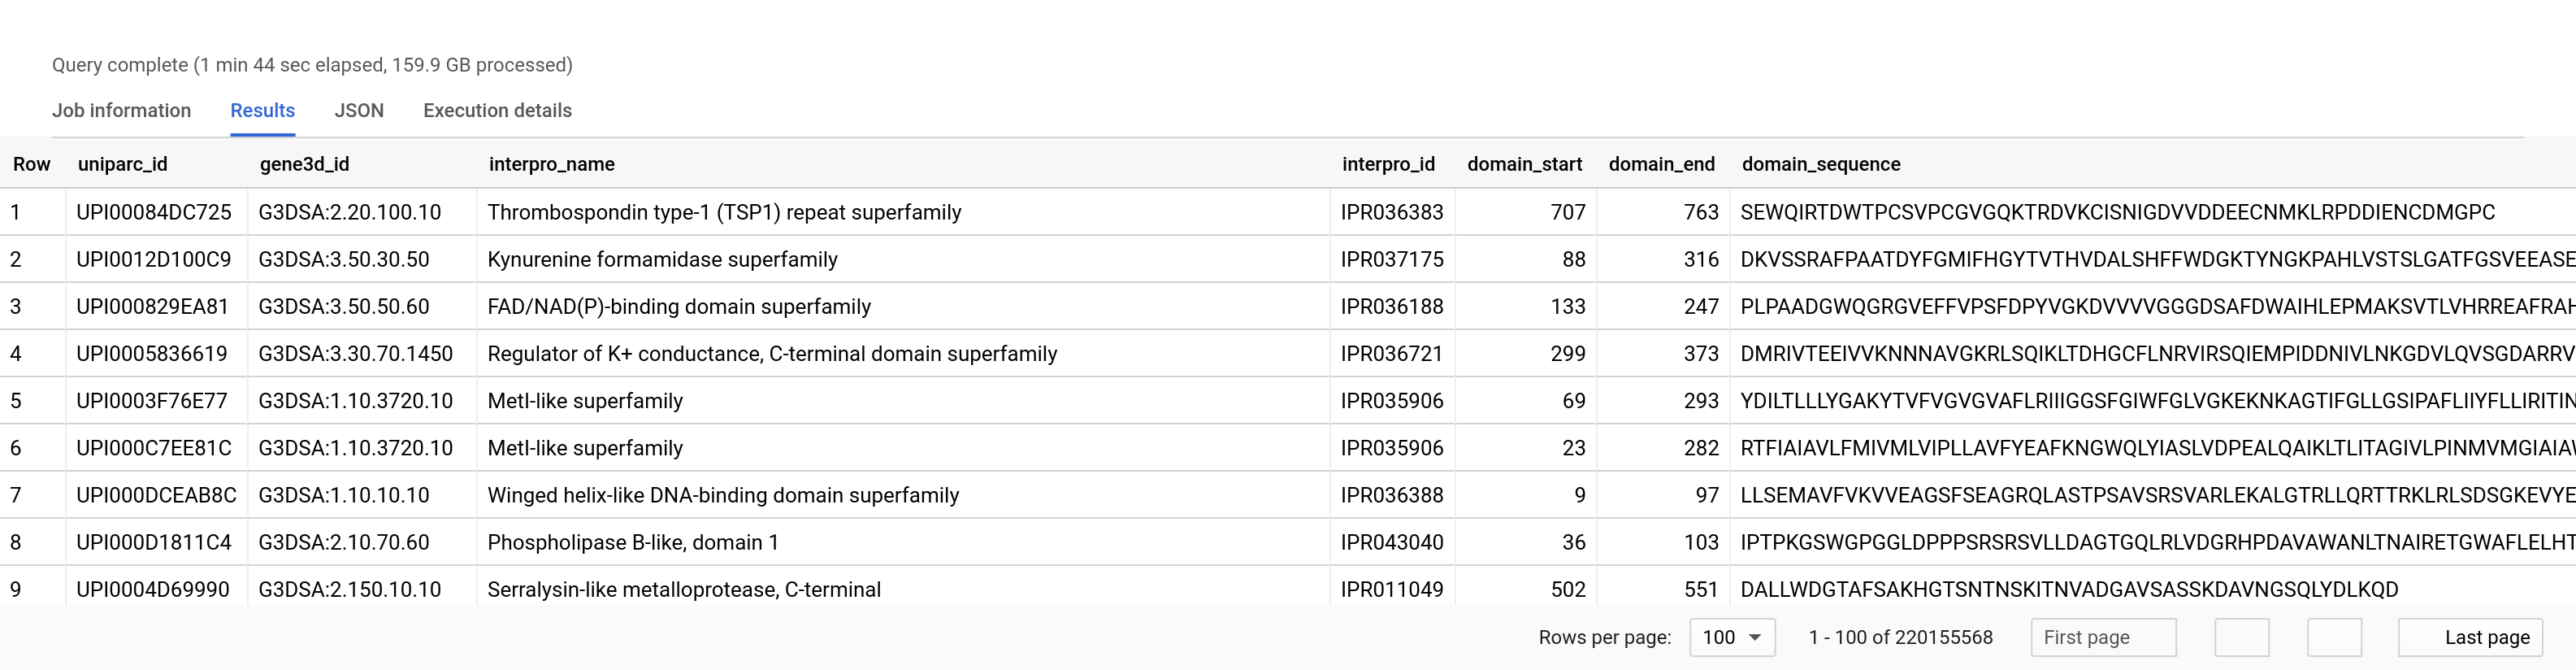 Query complete (1 min 44 sec elapsed, 159.9 GB processed)
Job information Results JSON Execution details
Row uniparc_id gene3d_id interpro_name interpro_id domain_start domain_end domain_sequence
1 UPI00084DC725 G3DSA:2.20.100.10 Thrombospondin type-1 (TSP1) repeat superfamily IPR036383 707 763 SEWQIRTDWTPCSVPCGVGQKTRDVKCISNIGDVVDDEECNMKLRPDDIENCDMGPC
2 UPI0012D100C9 G3DSA:3.50.30.50 Kynurenine formamidase superfamily IPR037175 88 316 DKVSSRAFPAATDYFGMIFHGYTVTHVDALSHFFWDGKTYNGKPAHLVSTSLGATFGSVEEASE
3 UPI000829EA81 G3DSA:3.50.50.60 FAD/NAD(P)-binding domain superfamily IPR036188 133 247 PLPAADGWQGRGVEFFVPSFDPYVGKDVVVVGGGDSAFDWAIHLEPMAKSVTLVHRREAFRAH
4 UPI0005836619 G3DSA:3.30.70.1450 Regulator of K+ conductance, C-terminal domain superfamily IPR036721 299 373 DMRIVTEEIVVKNNNAVGKRLSQIKLTDHGCFLNRVIRSQIEMPIDDNIVLNKGDVLQVSGDARRV
5 UPI0003F76E77 G3DSA:1.10.3720.10 MetI-like superfamily IPR035906 69 293 YDILTLLLYGAKYTVFVGVGVAFLRIIIGGSFGIWFGLVGKEKNKAGTIFGLLGSIPAFLIIYFLLIRITIN
6 UPI000C7EE81C G3DSA:1.10.3720.10 MetI-like superfamily IPR035906 23 282 RTFIAIAVLFMIVMLVIPLLAVFYEAFKNGWQLYIASLVDPEALQAIKLTLITAGIVLPINMVMGIAIAW
7 UPI000DCEAB8C G3DSA:1.10.10.10 Winged helix-like DNA-binding domain superfamily IPR036388 9 97 LLSEMAVFVKVVEAGSFSEAGRQLASTPSAVSRSVARLEKALGTRLLQRTTRKLRLSDSGKEVYE
8 UPI000D1811C4 G3DSA:2.10.70.60 Phospholipase B-like, domain 1 IPR043040 36 103 IPTPKGSWGPGGLDPPPSRSRSVLLDAGTGQLRLVDGRHPDAVAWANLTNAIRETGWAFLELHT
9 UPI0004D69990 G3DSA:2.150.10.10 Serralysin-like metalloprotease, C-terminal IPR011049 502 551 DALLWDGTAFSAKHGTSNTNSKITNVADGAVSASSKDAVNGSQLYDLKQD
Rows per page: 100 1 - 100 of 220155568 First page Last page